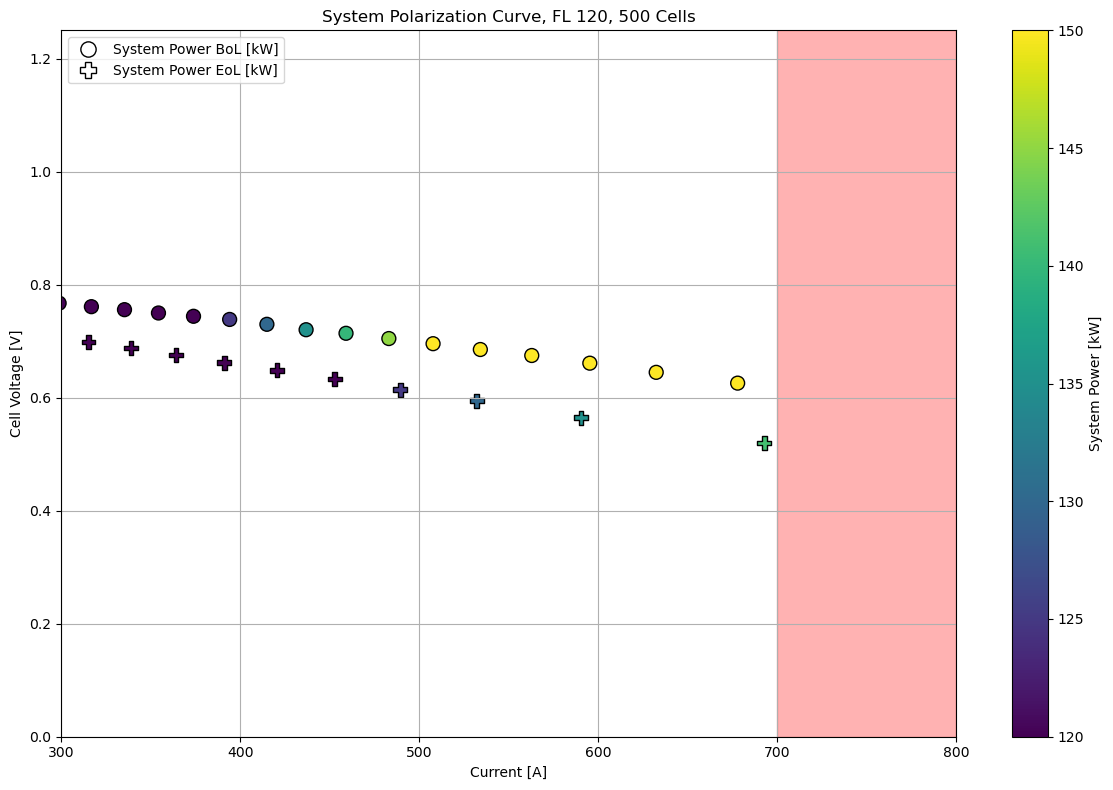 System Polarization Curve, FL 120, 500 Cells
System Power BoL [kW]
System Power EoL [kW]
1.2
1.0
0.8
0.6
0.4
0.2
0.0
Cell Voltage [V]
300 400 500 600 700 800
Current [A]
150
145
140
135
130
125
120
System Power [kW]